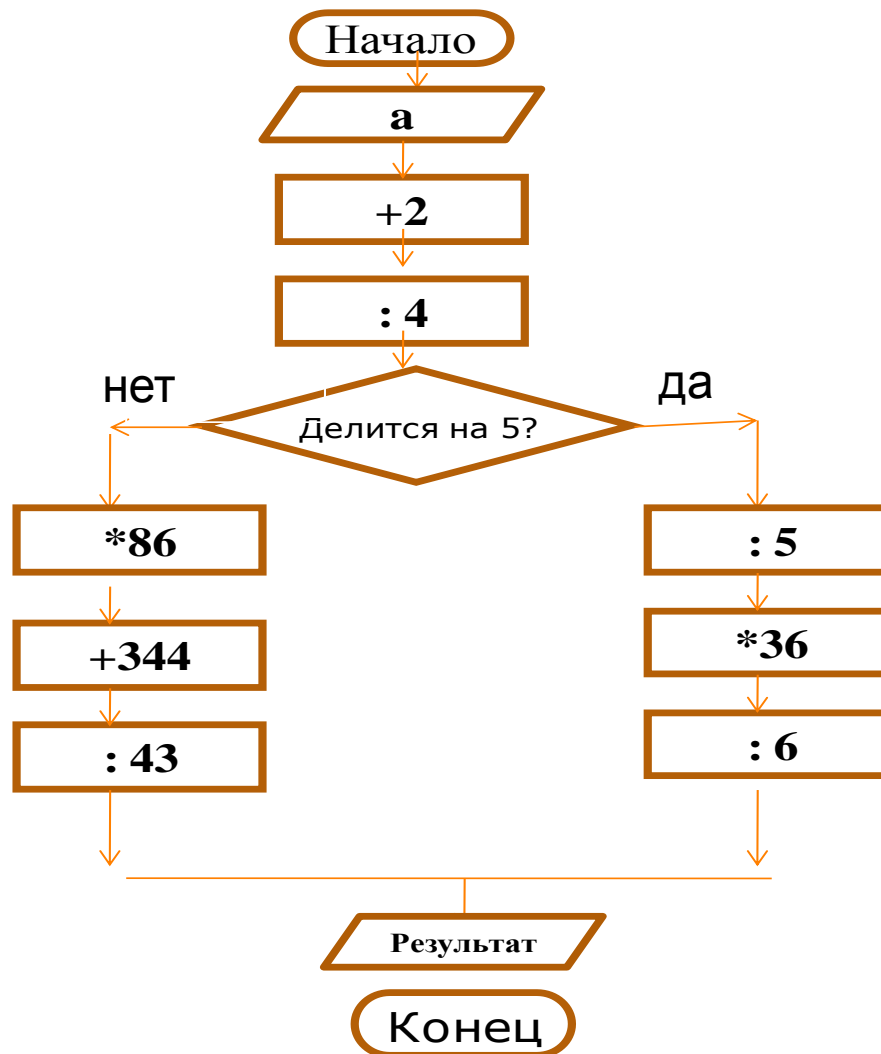 Начало
а
+2
: 4
нет
да
Делится на 5?
*86
: 5
+344
*36
: 43
: 6
Результат
Конец